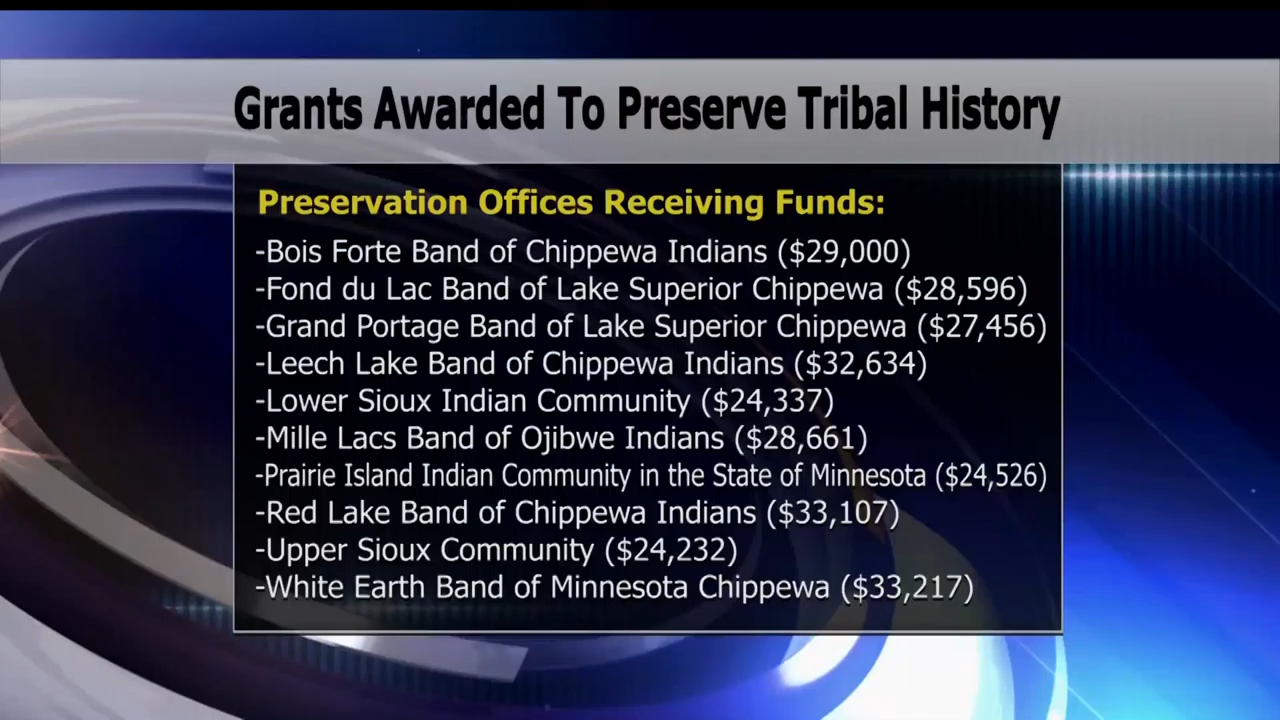 Grants Awarded To Preserve Tribal History
Preservation Offices Receiving Funds:
-Bois Forte Band of Chippewa Indians ($29,000)
-Fond du Lac Band of Lake Superior Chippewa ($28,596)
-Grand Portage Band of Lake Superior Chippewa ($27,456)
-Leech Lake Band of Chippewa Indians ($32,634)
-Lower Sioux Indian Community ($24,337)
-Mille Lacs Band of Ojibwe Indians ($28,661)
-Prairie Island Indian Community in the State of Minnesota ($24,526)
-Red Lake Band of Chippewa Indians ($33,107)
-Upper Sioux Community ($24,232)
-White Earth Band of Minnesota Chippewa ($33,217)